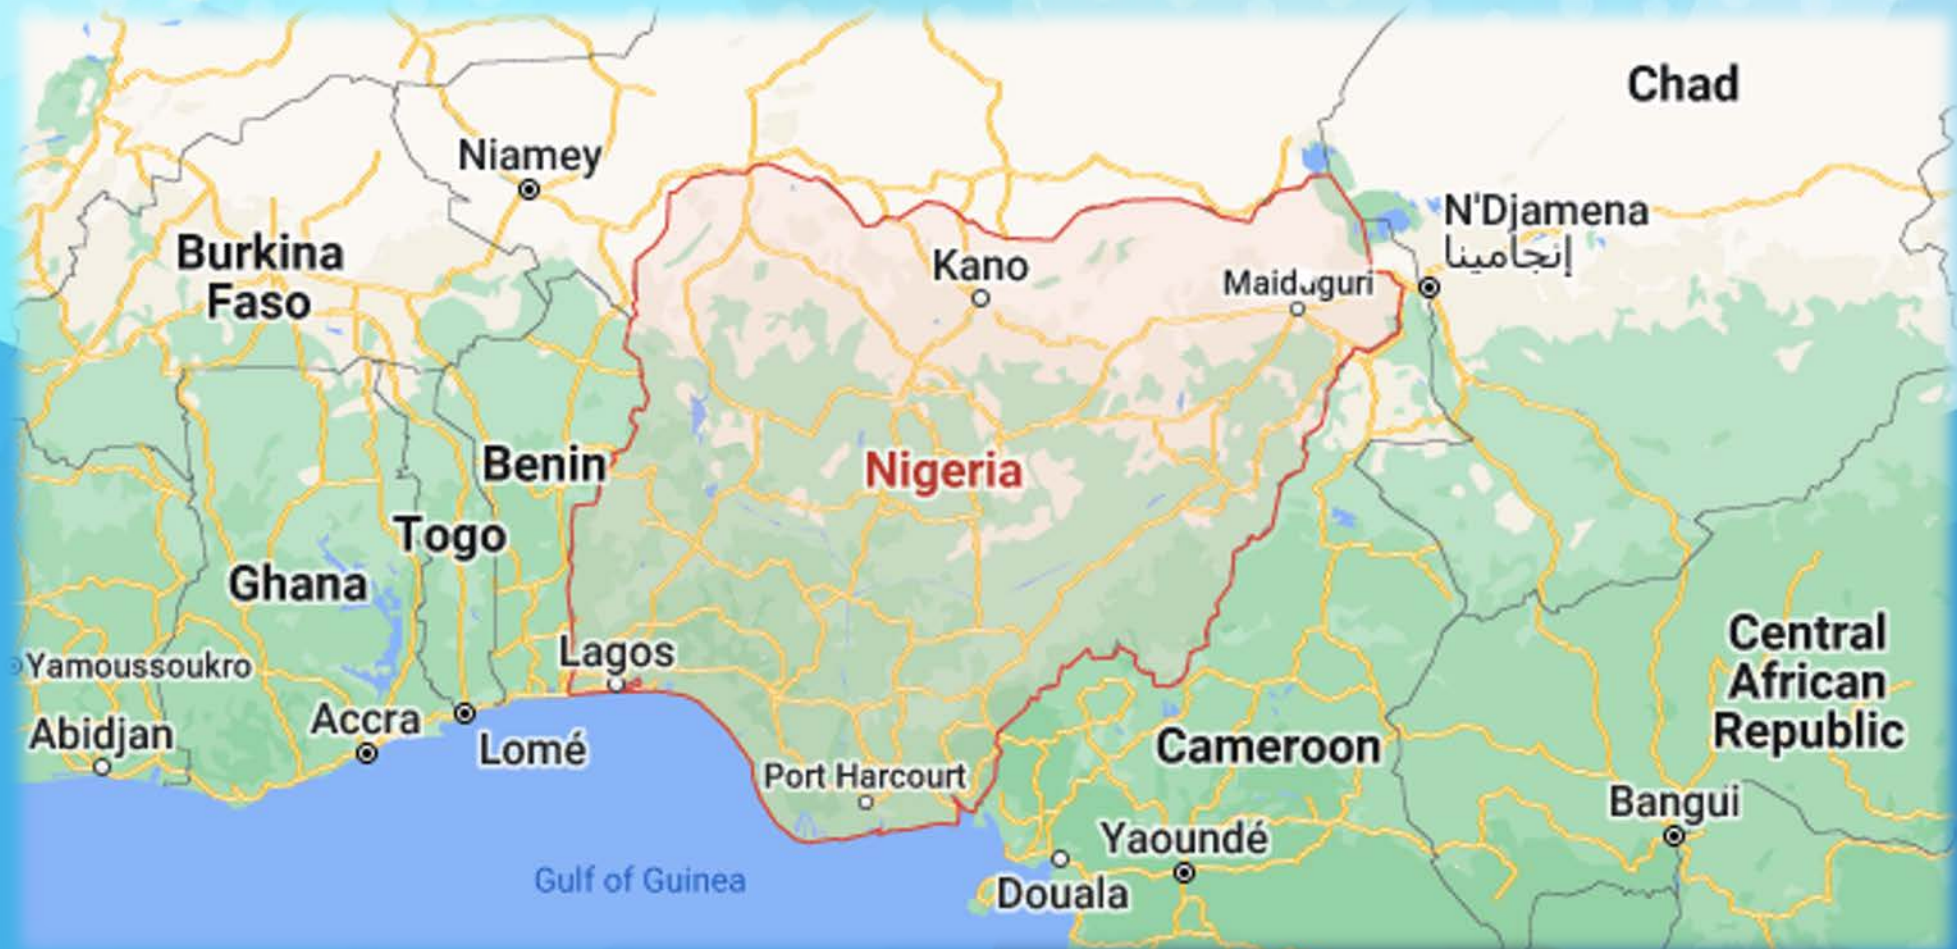 Chad
Niamey
N'Djamena
إنجامينا
Burkina
Faso
Kano
Maiduguri
Benin
Nigeria
Togo
Ghana
Lagos
Yamoussoukro
Central
African
Republic
Accra
Abidjan
Lomé
Cameroon
Port Harcourt
Bangui
Yaoundé
Gulf of Guinea
Douala